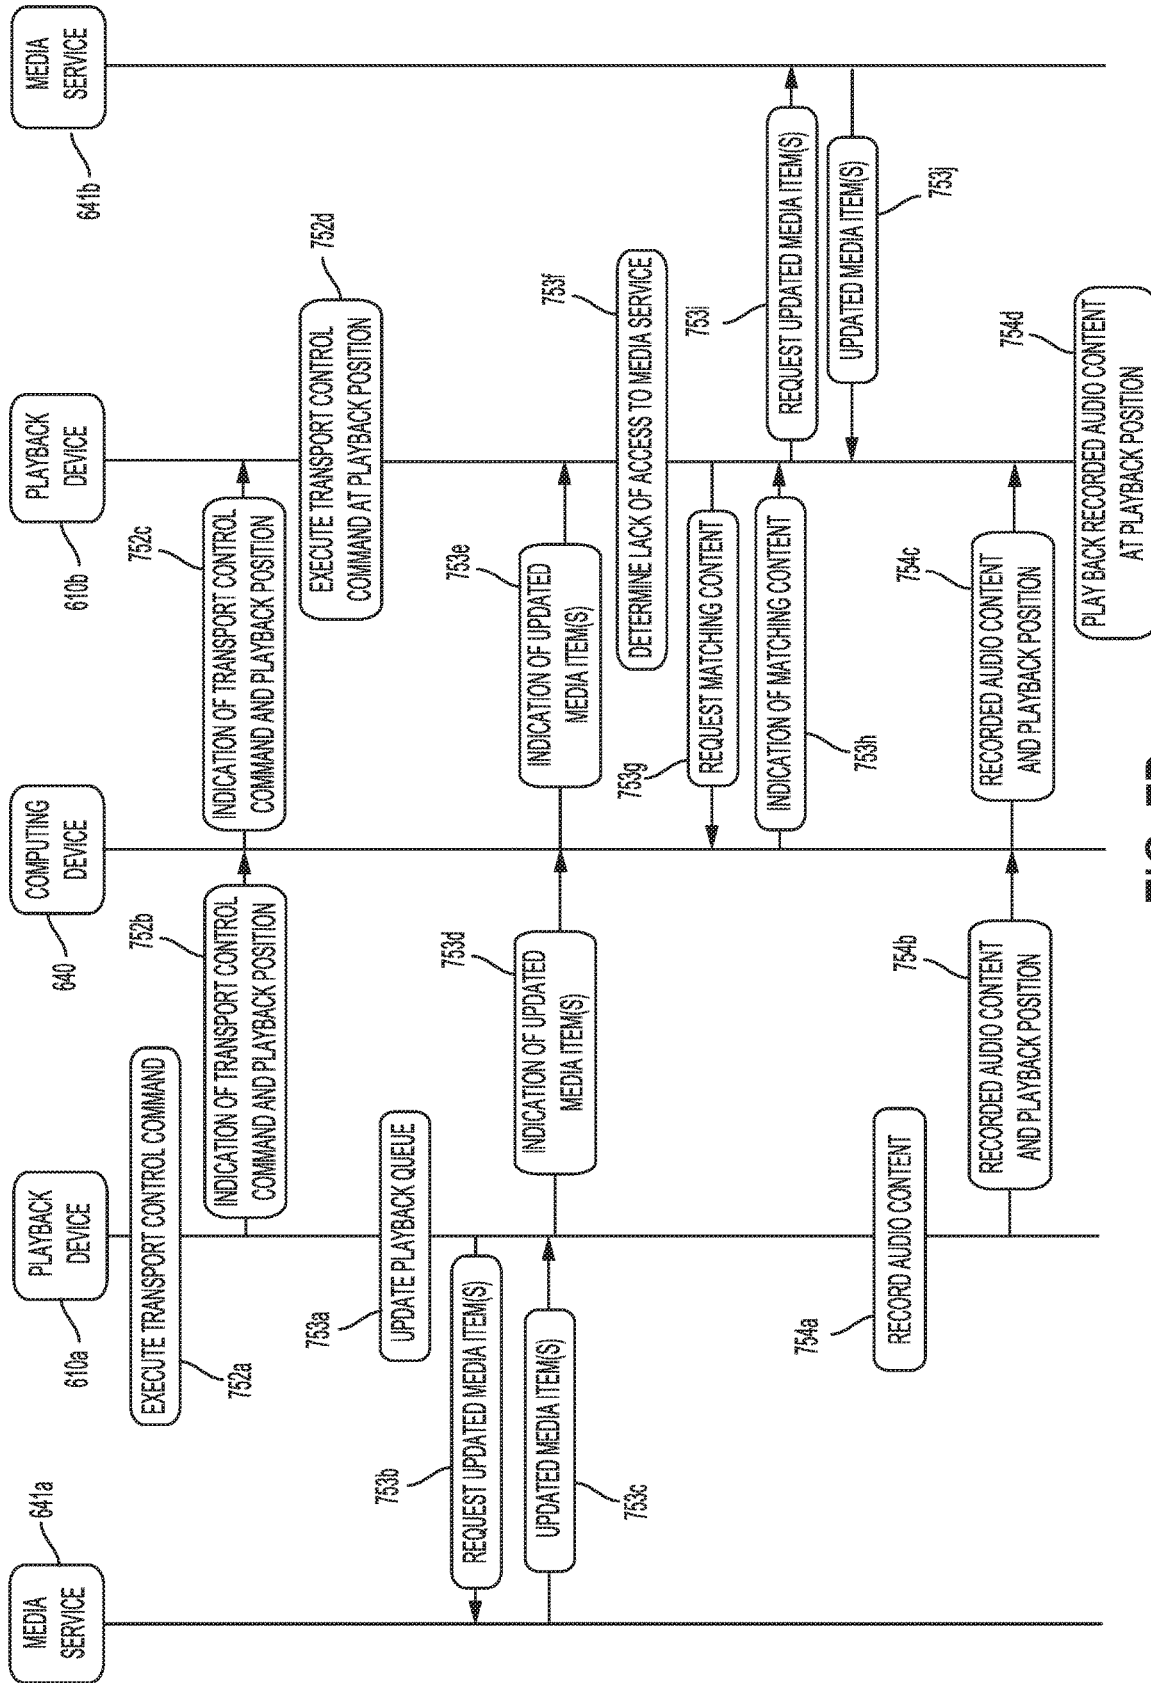 MEDIA
SERVICE
641a
PLAYBACK
DEVICE
610a
COMPUTING
DEVICE
640
PLAYBACK
DEVICE
610b
MEDIA
SERVICE
641b
EXECUTE TRANSPORT CONTROL COMMAND
752a
INDICATION OF TRANSPORT CONTROL
COMMAND AND PLAYBACK POSITION
752b
INDICATION OF TRANSPORT CONTROL
COMMAND AND PLAYBACK POSITION
752c
EXECUTE TRANSPORT CONTROL
COMMAND AT PLAYBACK POSITION
752d
UPDATE PLAYBACK QUEUE
753a
REQUEST UPDATED MEDIA ITEM(S)
753b
UPDATED MEDIA ITEM(S)
753c
INDICATION OF UPDATED
MEDIA ITEM(S)
753d
INDICATION OF UPDATED
MEDIA ITEM(S)
753e
DETERMINE LACK OF ACCESS TO MEDIA SERVICE
753f
REQUEST MATCHING CONTENT
753g
INDICATION OF MATCHING CONTENT
753h
REQUEST UPDATED MEDIA ITEM(S)
753i
UPDATED MEDIA ITEM(S)
753j
RECORD AUDIO CONTENT
754a
RECORDED AUDIO CONTENT
AND PLAYBACK POSITION
754b
RECORDED AUDIO CONTENT
AND PLAYBACK POSITION
754c
PLAY BACK RECORDED AUDIO CONTENT
AT PLAYBACK POSITION
754d